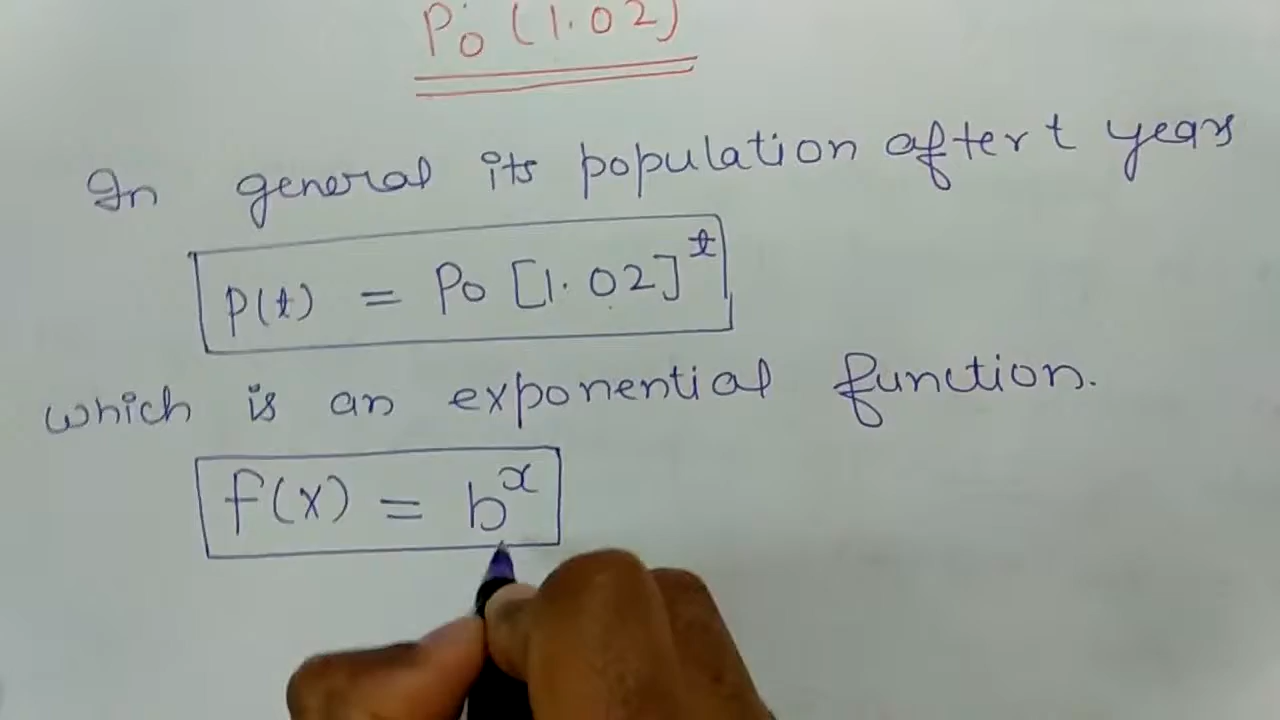 P0 (1.02)
In general its population after t years
P(t) = P0 [1.02]^t
which is an exponential function.
f(x) = b^x